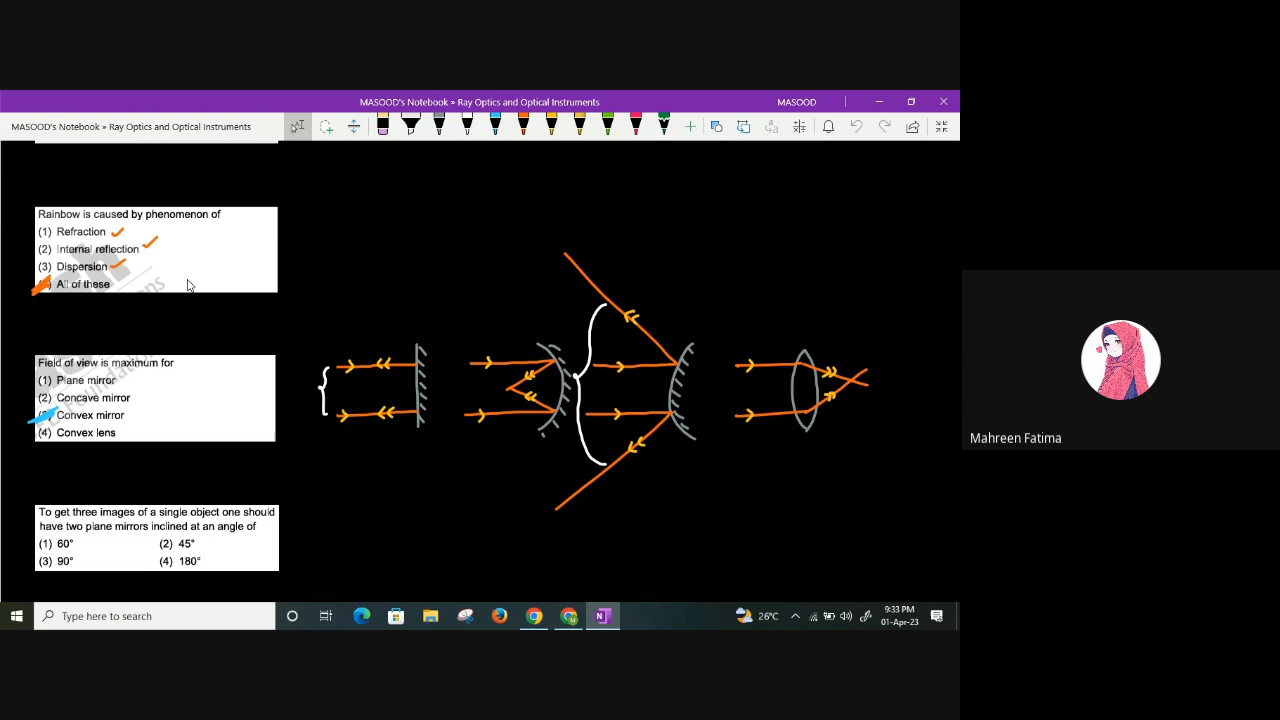 MASOOD's Notebook » Ray Optics and Optical Instruments
MASOOD
MASOOD's Notebook » Ray Optics and Optical Instruments
Rainbow is caused by phenomenon of
(1) Refraction
(2) Internal reflection
(3) Dispersion
All of these
Field of view is maximum for
(1) Plane mirror
(2) Concave mirror
Convex mirror
(4) Convex lens
To get three images of a single object one should
have two plane mirrors inclined at an angle of
(1) 60° (2) 45°
(3) 90° (4) 180°
Mahreen Fatima
Type here to search
26°C
9:33 PM
01-Apr-23